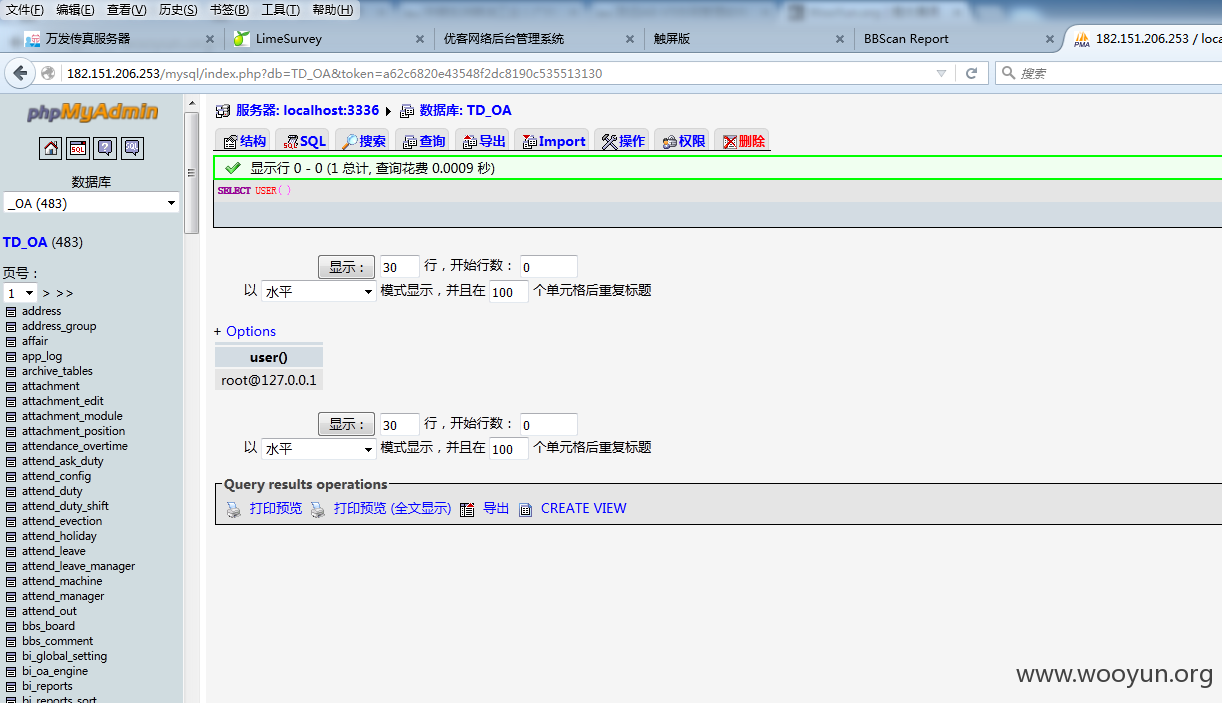 文件(F) 编辑(E) 查看(V) 历史(S) 书签(B) 工具(T) 帮助(H)
万发传真服务器 LimeSurvey 优客网络后台管理系统 触屏版 BBScan Report PMA 182.151.206.253 / loca
182.151.206.253/mysql/index.php?db=TD_OA&token=a62c6820e43548f2dc8190c535513130 搜索
phpMyAdmin
SQL
数据库
_OA (483)
TD_OA (483)
页号：
1 > >>
address
address_group
affair
app_log
archive_tables
attachment
attachment_edit
attachment_module
attachment_position
attendance_overtime
attend_ask_duty
attend_config
attend_duty
attend_duty_shift
attend_evection
attend_holiday
attend_leave
attend_leave_manager
attend_machine
attend_manager
attend_out
bbs_board
bbs_comment
bi_global_setting
bi_oa_engine
bi_reports
bi_reports_sort
服务器: localhost:3336 数据库: TD_OA
结构 SQL 搜索 查询 导出 Import 操作 权限 删除
显示行 0 - 0 (1 总计, 查询花费 0.0009 秒)
SELECT USER( )
显示： 30 行，开始行数： 0
以 水平 模式显示，并且在 100 个单元格后重复标题
+ Options
user()
root@127.0.0.1
显示： 30 行，开始行数： 0
以 水平 模式显示，并且在 100 个单元格后重复标题
Query results operations
打印预览 打印预览 (全文显示) 导出 CREATE VIEW
www.wooyun.org